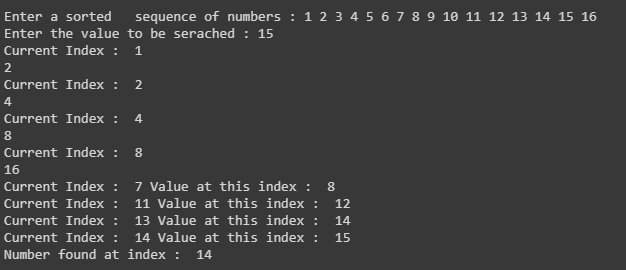 Enter a sorted   sequence of numbers : 1 2 3 4 5 6 7 8 9 10 11 12 13 14 15 16
Enter the value to be serached : 15
Current Index :  1
2
Current Index :  2
4
Current Index :  4
8
Current Index :  8
16
Current Index :  7 Value at this index :  8
Current Index :  11 Value at this index :  12
Current Index :  13 Value at this index :  14
Current Index :  14 Value at this index :  15
Number found at index :  14